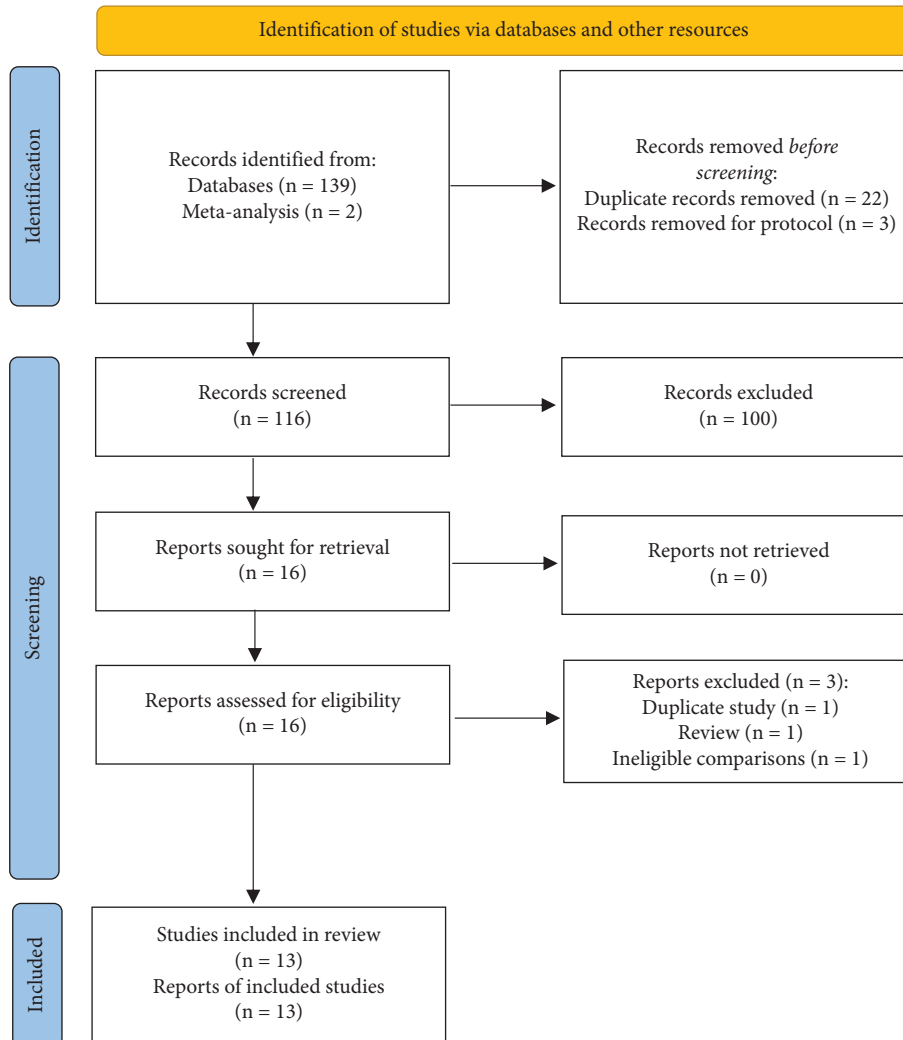 Identification of studies via databases and other resources
Identification
Records identified from:
Databases (n = 139)
Meta-analysis (n = 2)
Records removed before
screening:
Duplicate records removed (n = 22)
Records removed for protocol (n = 3)
Screening
Records screened
(n = 116)
Records excluded
(n = 100)
Reports sought for retrieval
(n = 16)
Reports not retrieved
(n = 0)
Reports assessed for eligibility
(n = 16)
Reports excluded (n = 3):
Duplicate study (n = 1)
Review (n = 1)
Ineligible comparisons (n = 1)
Included
Studies included in review
(n = 13)
Reports of included studies
(n = 13)